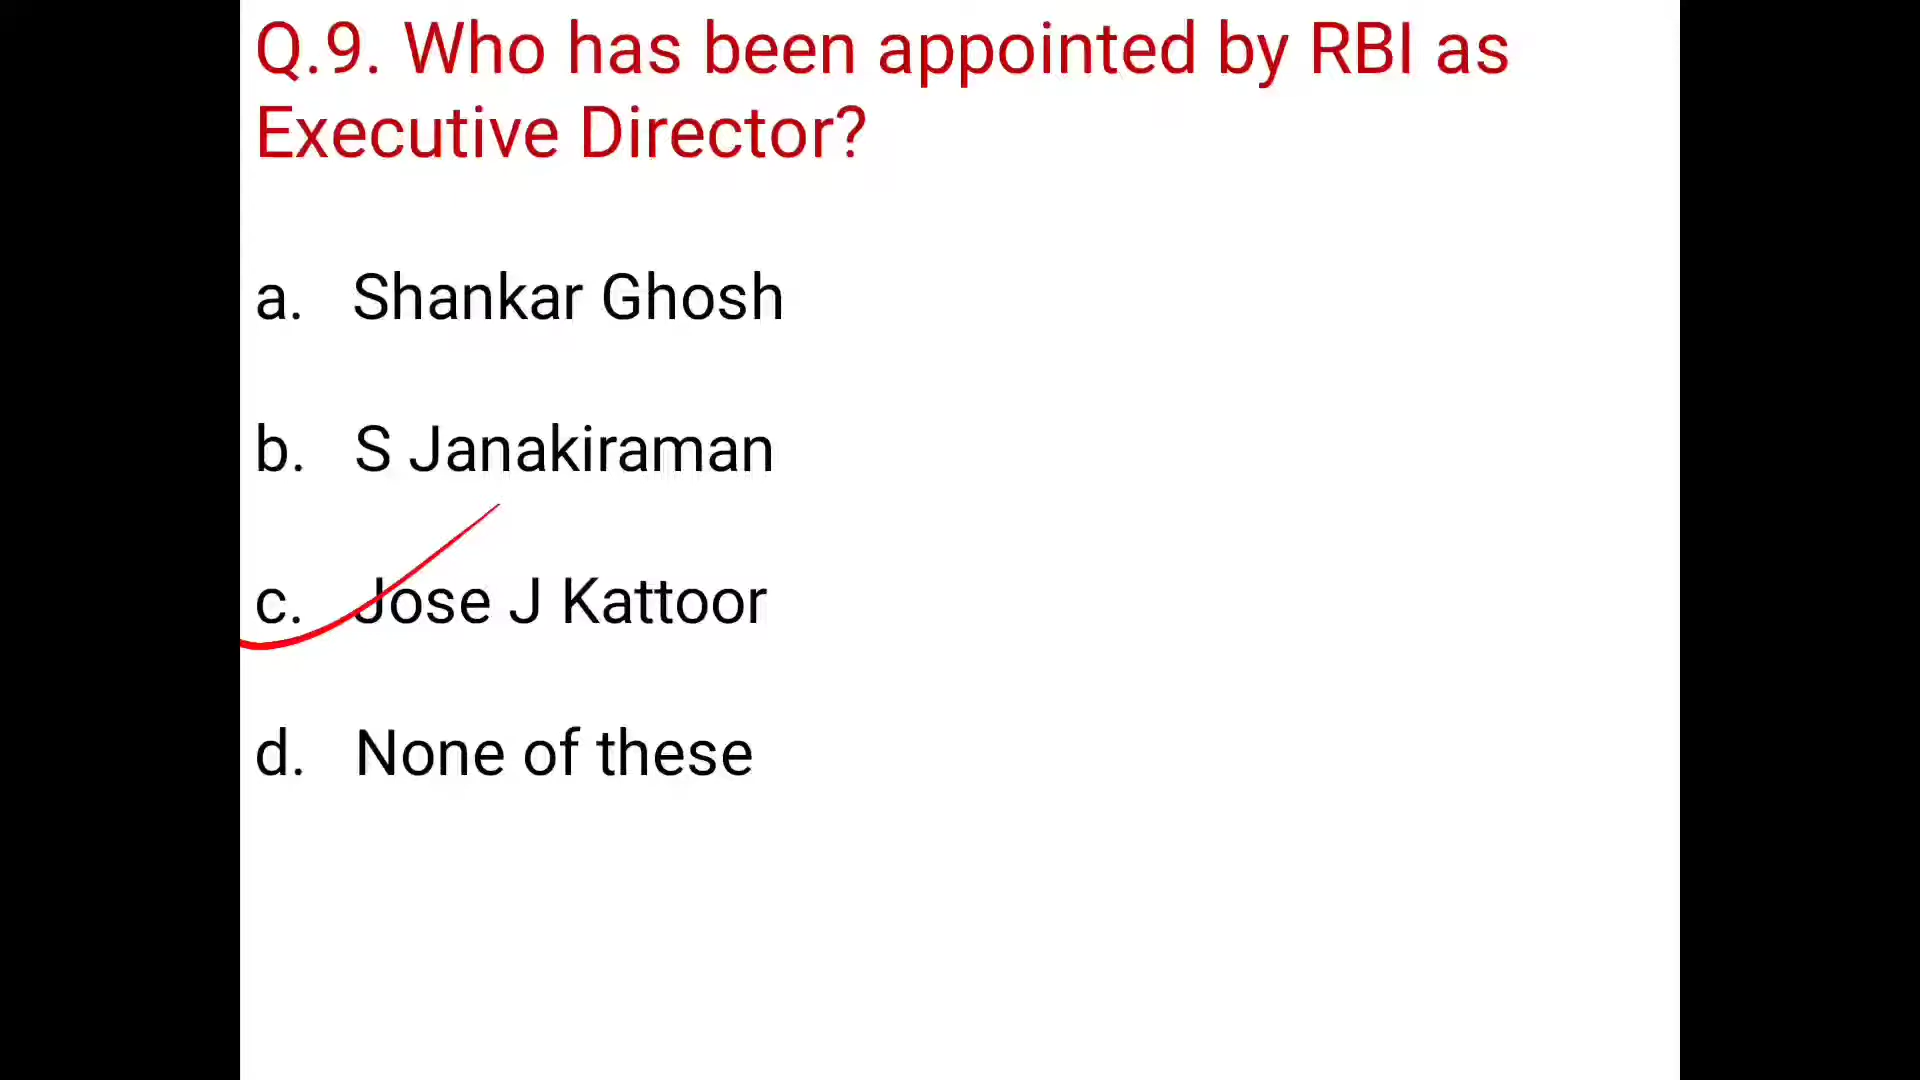 Q.9. Who has been appointed by RBI as
Executive Director?
a. Shankar Ghosh
b. S Janakiraman
c. Jose J Kattoor
d. None of these